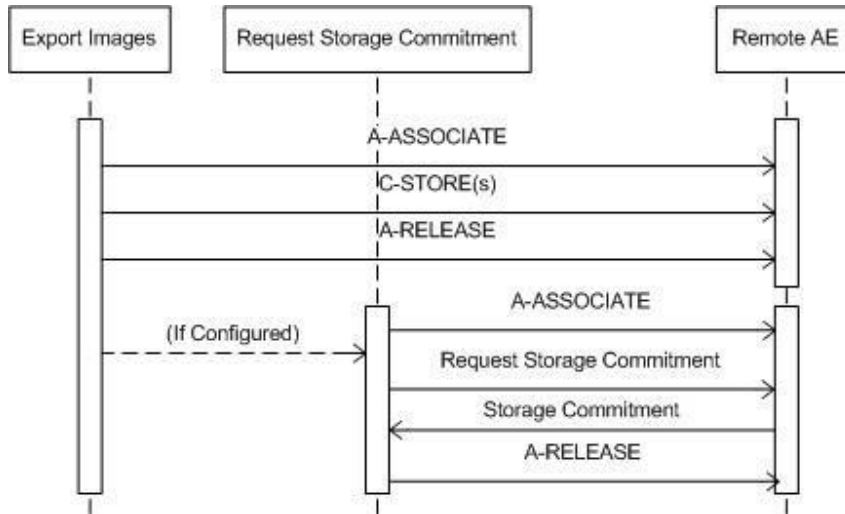 Export Images
Request Storage Commitment
Remote AE
A-ASSOCIATE
C-STORE(s)
A-RELEASE
A-ASSOCIATE
(If Configured)
Request Storage Commitment
Storage Commitment
A-RELEASE